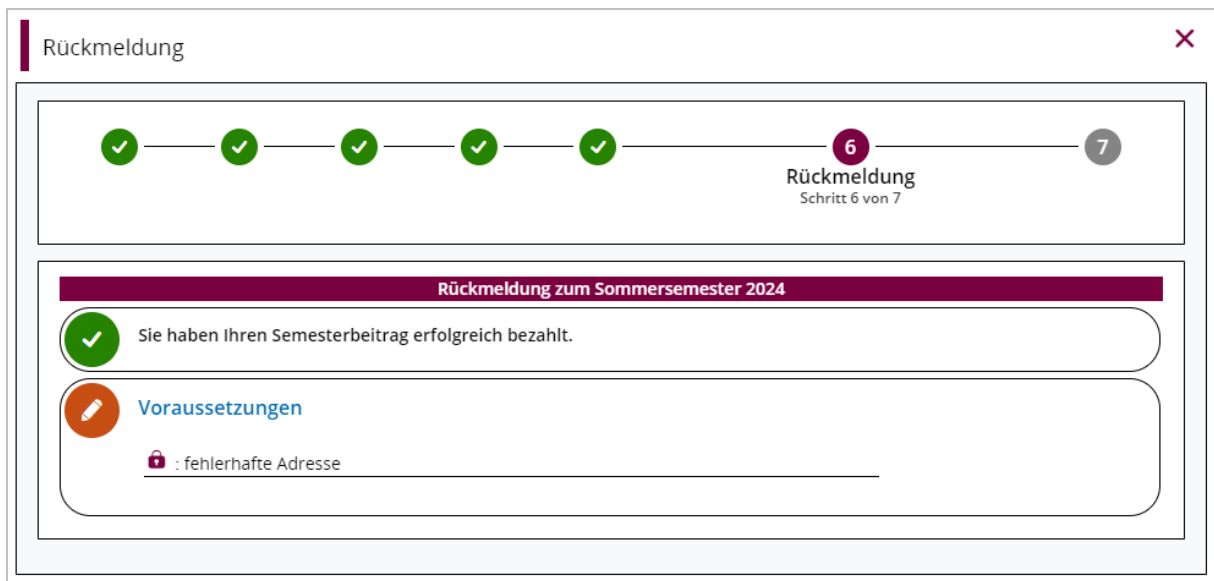 Rückmeldung
6
7
Rückmeldung
Schritt 6 von 7
Rückmeldung zum Sommersemester 2024
Sie haben Ihren Semesterbeitrag erfolgreich bezahlt.
Voraussetzungen
: fehlerhafte Adresse